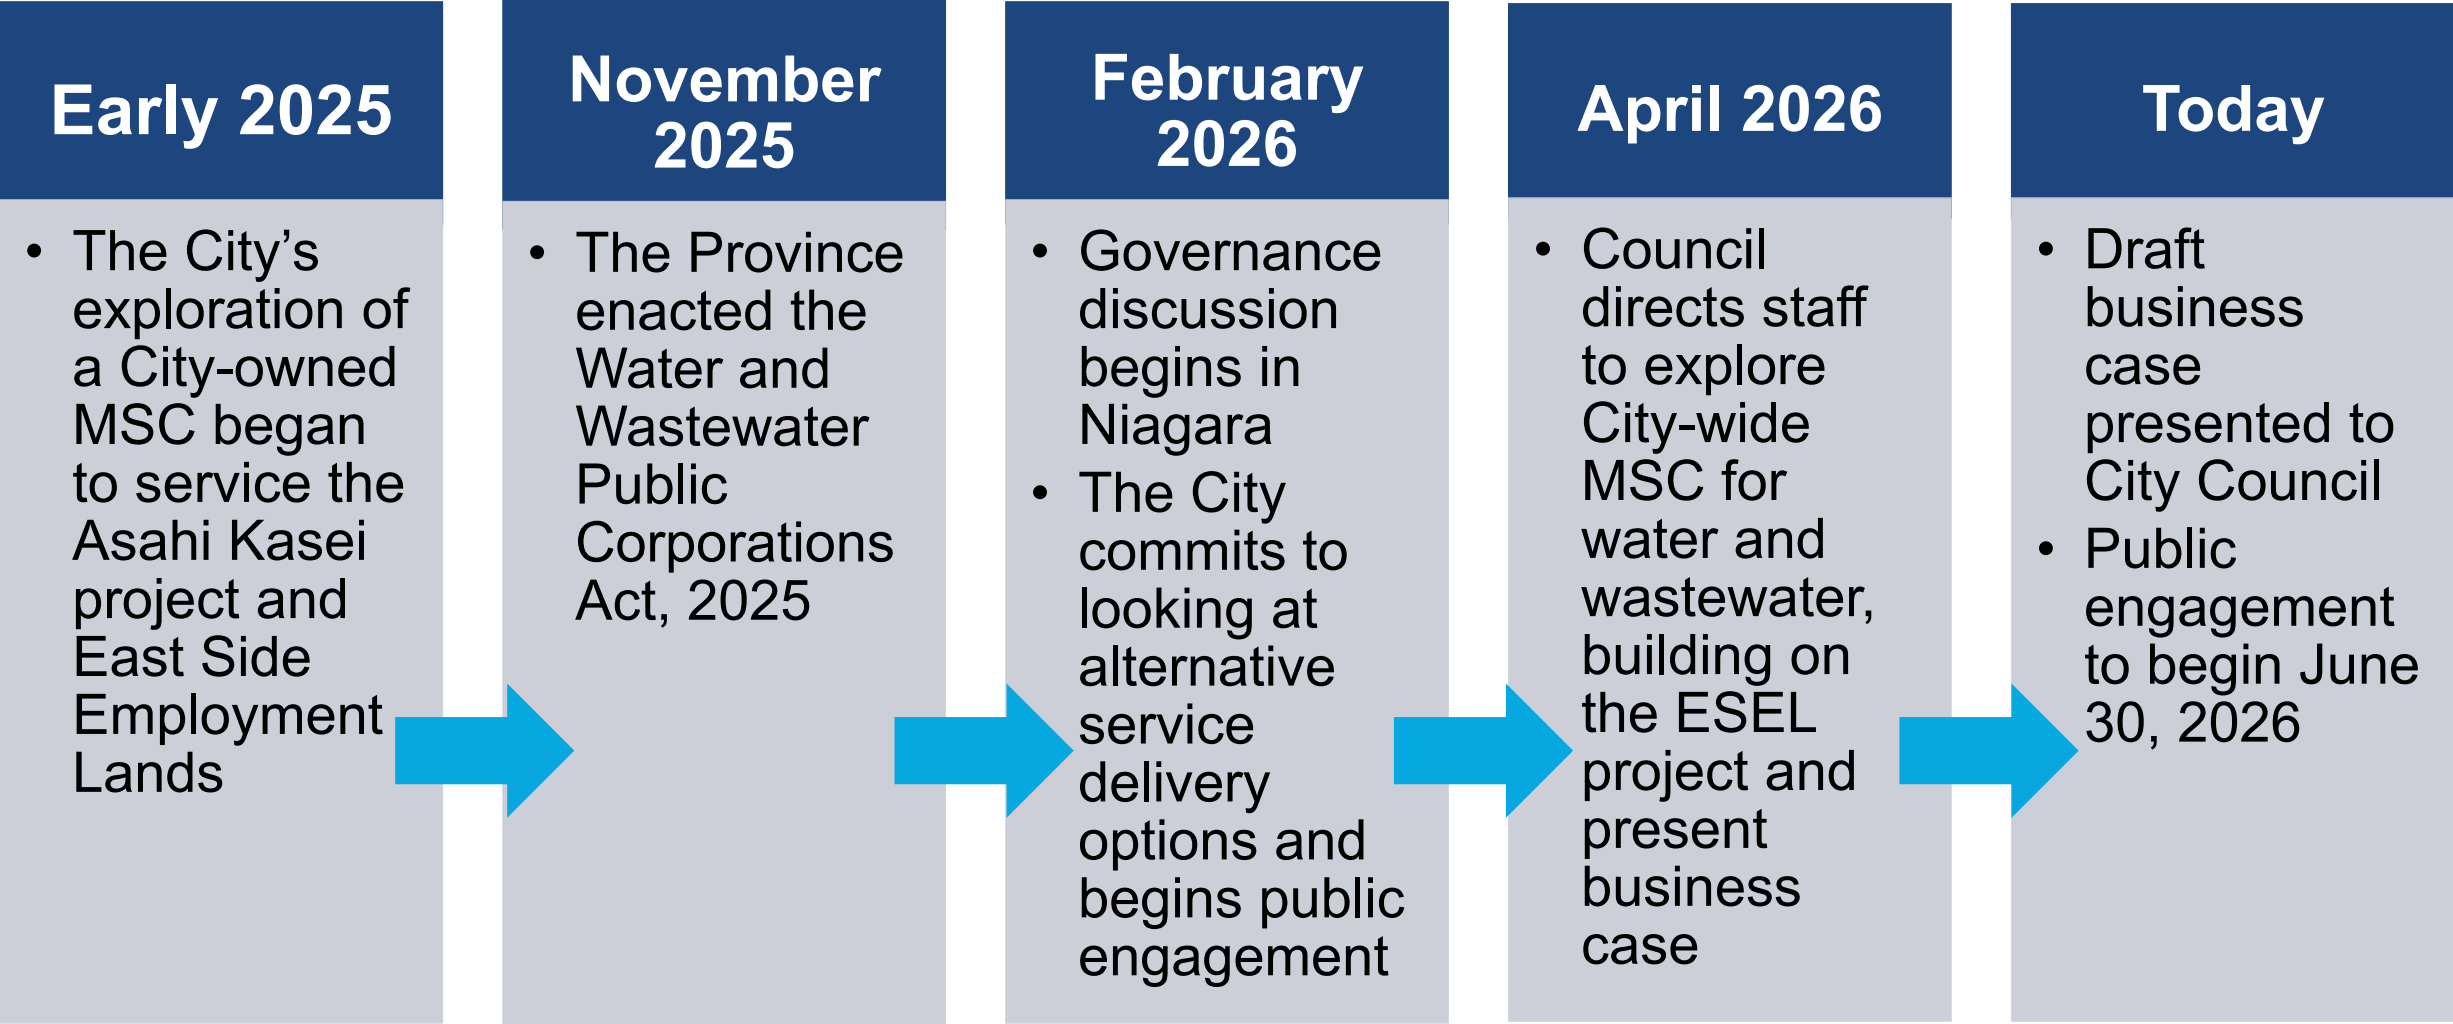 Early 2025
• The City’s
exploration of
a City-owned
MSC began
to service the
Asahi Kasei
project and
East Side
Employment
Lands
November
2025
• The Province
enacted the
Water and
Wastewater
Public
Corporations
Act, 2025
February
2026
• Governance
discussion
begins in
Niagara
• The City
commits to
looking at
alternative
service
delivery
options and
begins public
engagement
April 2026
• Council
directs staff
to explore
City-wide
MSC for
water and
wastewater,
building on
the ESEL
project and
present
business
case
Today
• Draft
business
case
presented to
City Council
• Public
engagement
to begin June
30, 2026